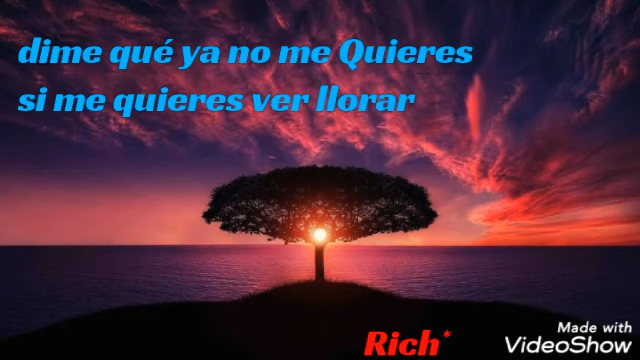 dime qué ya no me Quieres
si me quieres ver llorar
Rich*
Made with
VideoShow